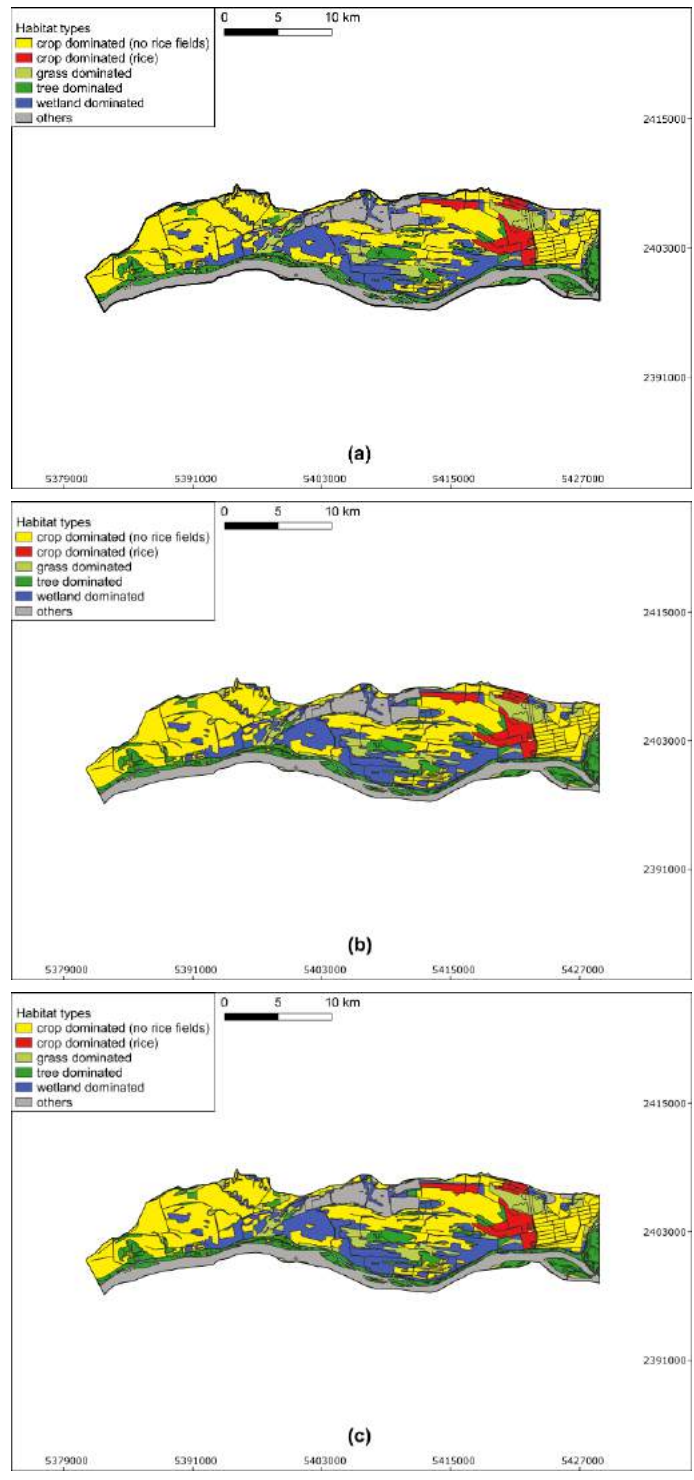 Habitat types
0 5 10 km
crop dominated (no rice fields)
crop dominated (rice)
grass dominated
tree dominated
wetland dominated
others
2415000
2403000
2391000
(a)
5379000 5391000 5403000 5415000 5427000
Habitat types
0 5 10 km
crop dominated (no rice fields)
crop dominated (rice)
grass dominated
tree dominated
wetland dominated
others
2415000
2403000
2391000
(b)
5379000 5391000 5403000 5415000 5427000
Habitat types
0 5 10 km
crop dominated (no rice fields)
crop dominated (rice)
grass dominated
tree dominated
wetland dominated
others
2415000
2403000
2391000
(c)
5379000 5391000 5403000 5415000 5427000